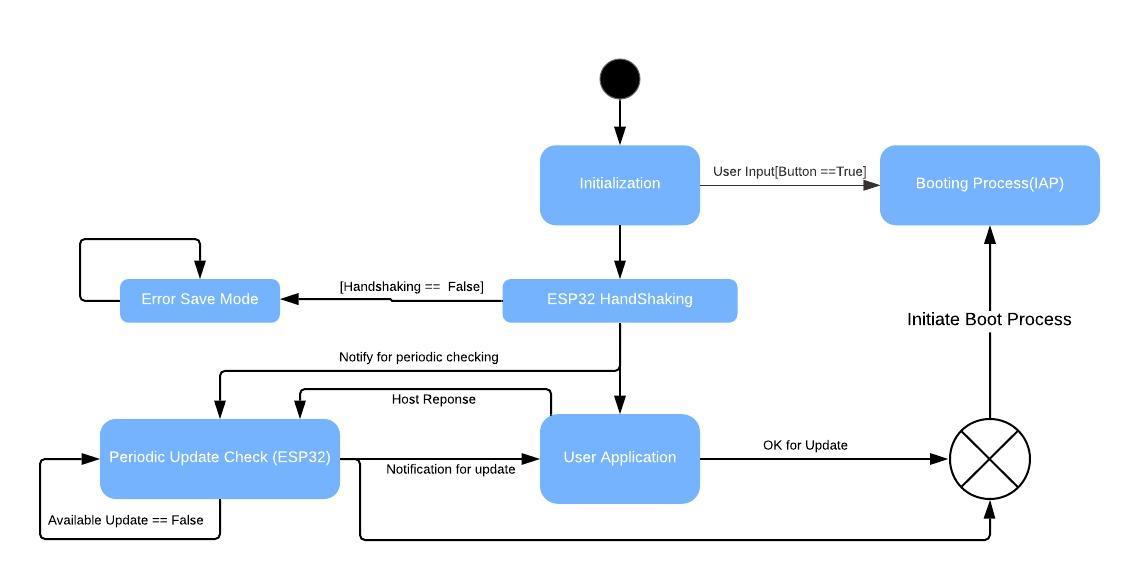 User Input[Button ==True]
Initialization
Booting Process(IAP)
[Handshaking ==  False]
Error Save Mode
ESP32 HandShaking
Initiate Boot Process
Notify for periodic checking
Host Reponse
OK for Update
Periodic Update Check (ESP32)
User Application
Notification for update
Available Update == False